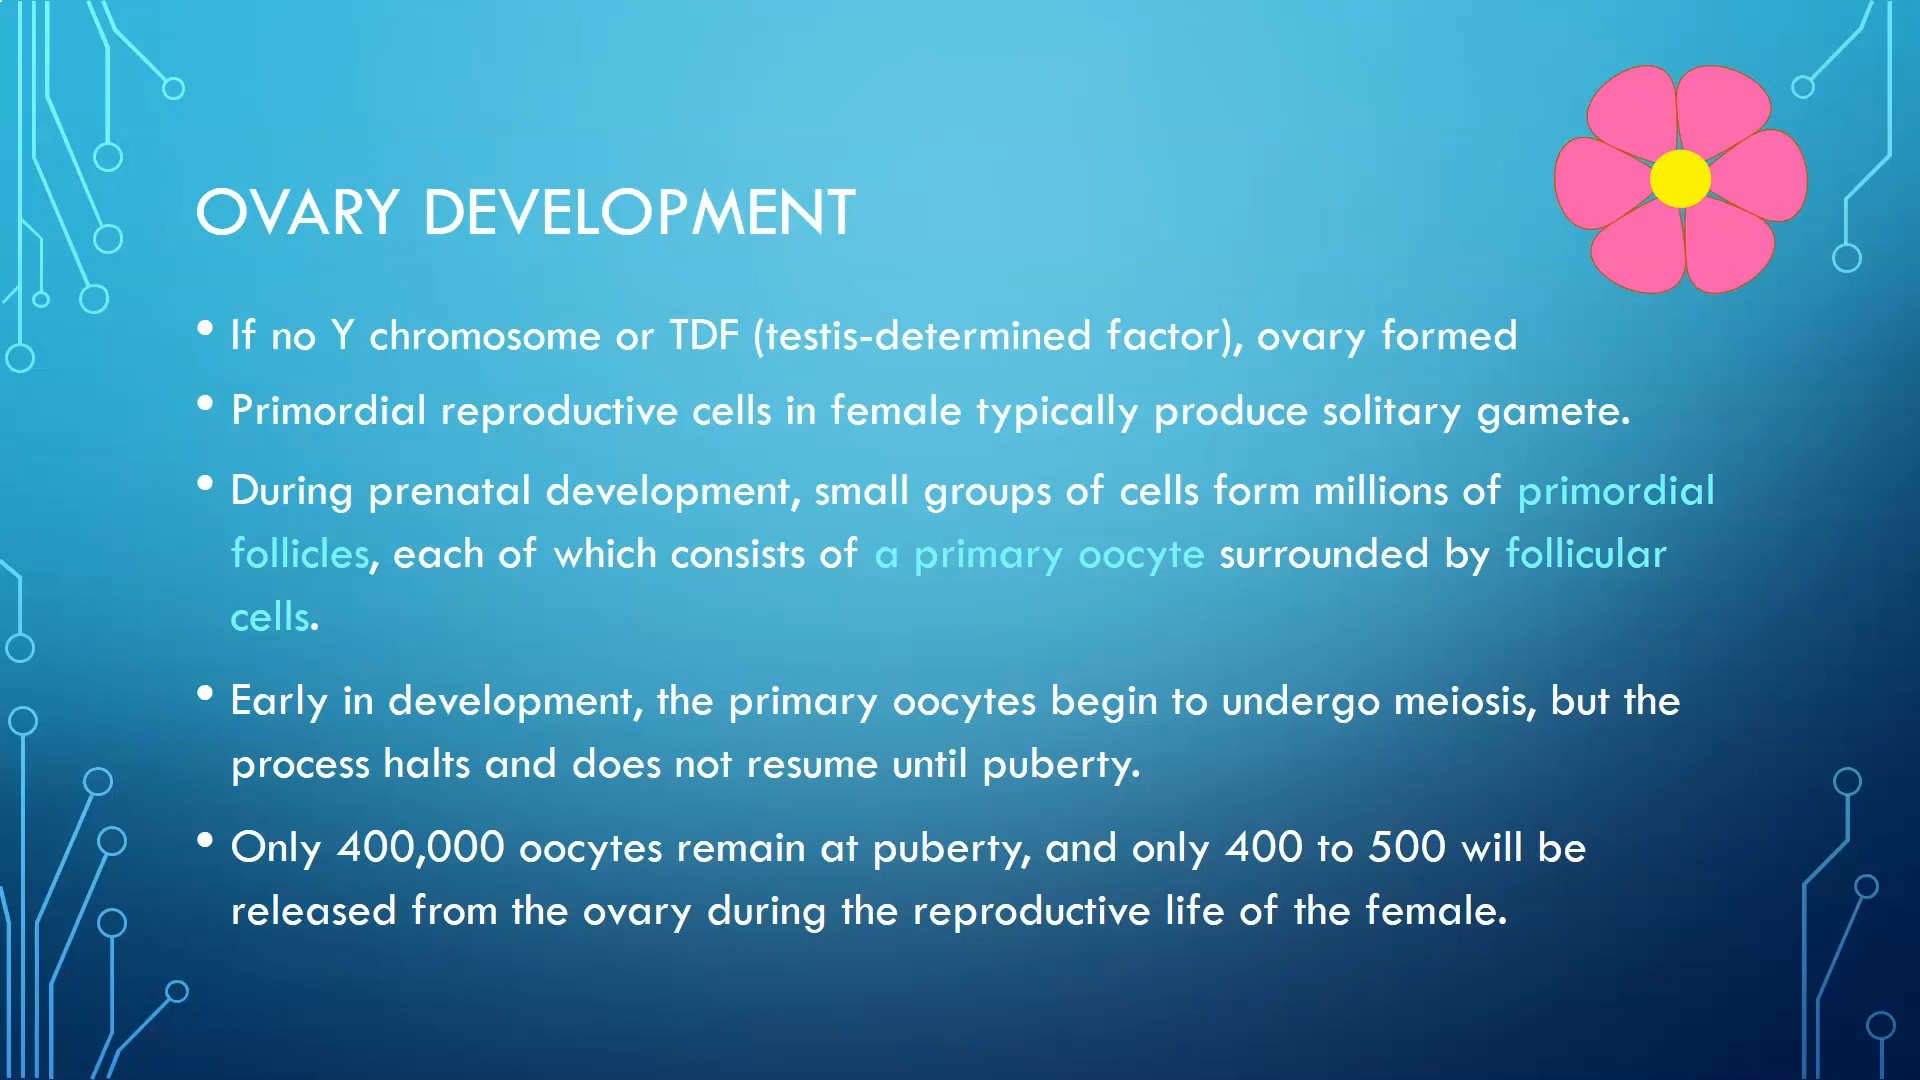 OVARY DEVELOPMENT
• If no Y chromosome or TDF (testis-determined factor), ovary formed
• Primordial reproductive cells in female typically produce solitary gamete.
• During prenatal development, small groups of cells form millions of primordial
follicles, each of which consists of a primary oocyte surrounded by follicular
cells.
• Early in development, the primary oocytes begin to undergo meiosis, but the
process halts and does not resume until puberty.
• Only 400,000 oocytes remain at puberty, and only 400 to 500 will be
released from the ovary during the reproductive life of the female.